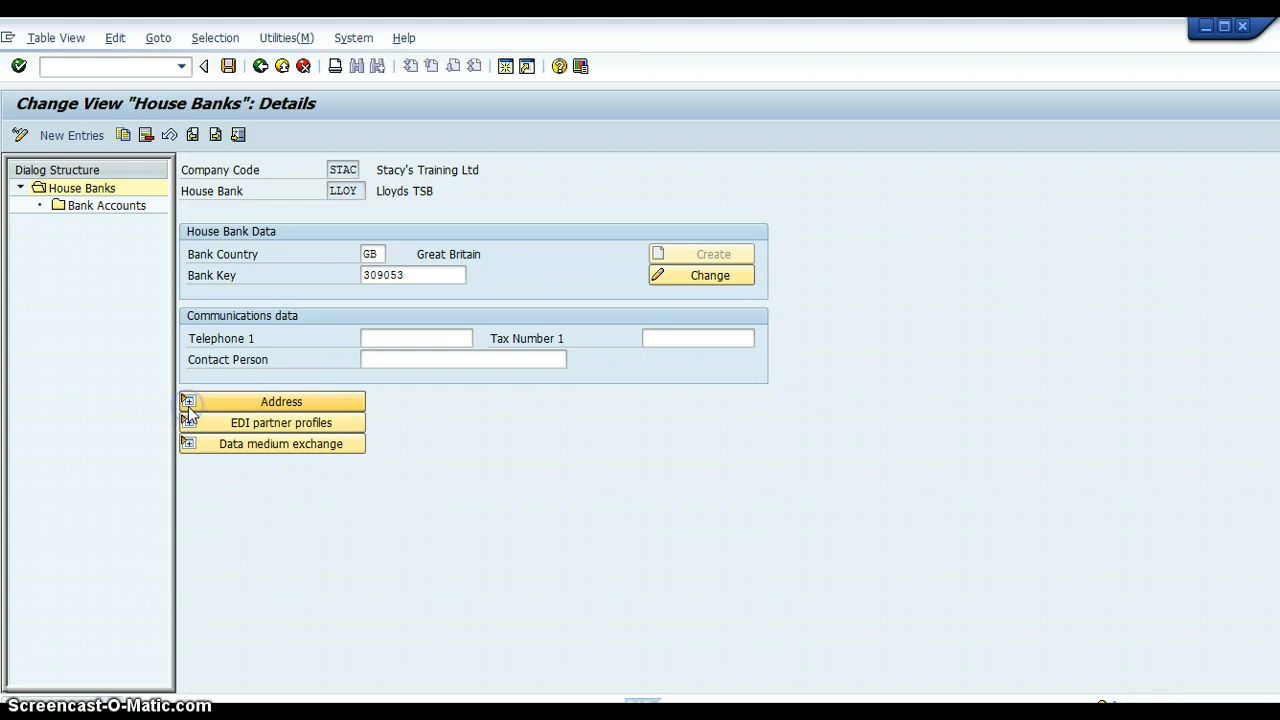 Table View Edit Goto Selection Utilities(M) System Help
Change View "House Banks": Details
New Entries
Dialog Structure
House Banks
Bank Accounts
Company Code STAC Stacy's Training Ltd
House Bank LLOY Lloyds TSB
House Bank Data
Bank Country GB Great Britain Create
Bank Key 309053 Change
Communications data
Telephone 1 Tax Number 1
Contact Person
Address
EDI partner profiles
Data medium exchange
Screencast-O-Matic.com